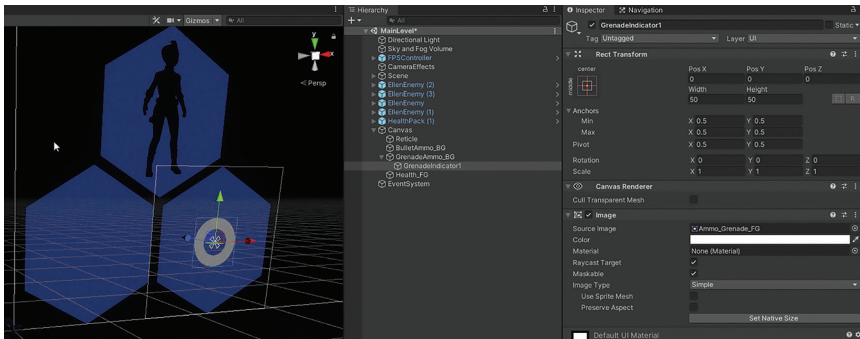 Gizmos
All
y
x
Persp
Hierarchy
All
MainLevel*
Directional Light
Sky and Fog Volume
FPSController
CameraEffects
Scene
EllenEnemy (2)
EllenEnemy (3)
EllenEnemy
EllenEnemy (1)
HealthPack (1)
Canvas
Reticle
BulletAmmo_BG
GrenadeAmmo_BG
GrenadeIndicator1
Health_FG
EventSystem
Inspector Navigation
GrenadeIndicator1 Static
Tag Untagged Layer UI
Rect Transform
center Pos X Pos Y Pos Z
middle 0 0 0
Width Height
50 50 R
Anchors
Min X 0.5 Y 0.5
Max X 0.5 Y 0.5
Pivot X 0.5 Y 0.5
Rotation X 0 Y 0 Z 0
Scale X 1 Y 1 Z 1
Canvas Renderer
Cull Transparent Mesh
Image
Source Image Ammo_Grenade_FG
Color
Material None (Material)
Raycast Target
Maskable
Image Type Simple
Use Sprite Mesh
Preserve Aspect
Set Native Size
Default UI Material